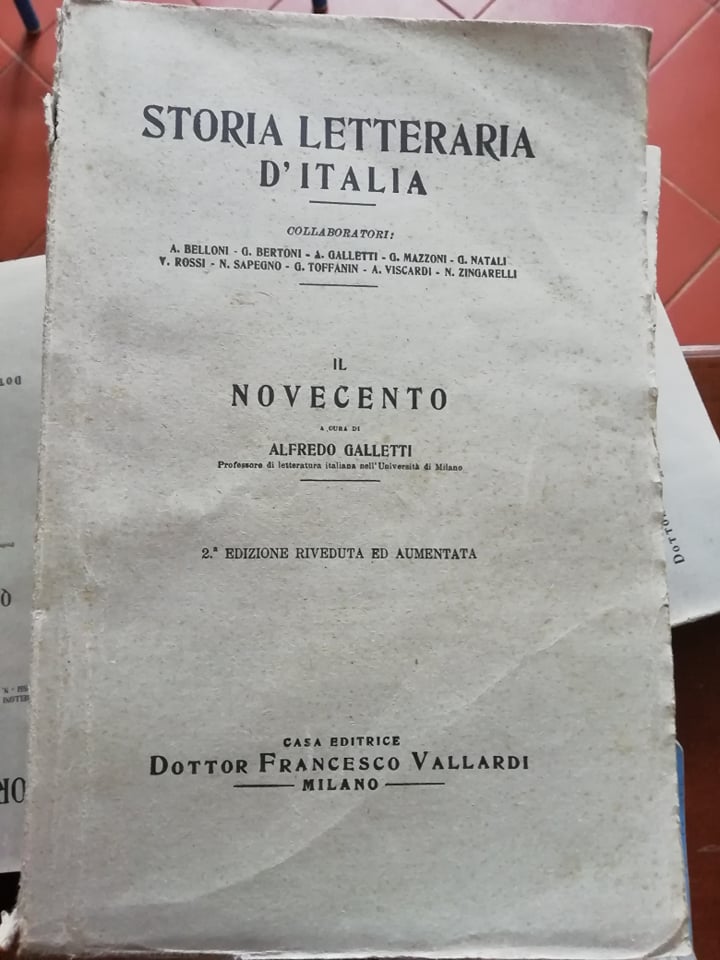 STORIA LETTERARIA
D'ITALIA
COLLABORATORI:
A. BELLONI - G. BERTONI - A. GALLETTI - G. MAZZONI - G. NATALI
V. ROSSI - N. SAPEGNO - G. TOFFANIN - A. VISCARDI - N. ZINGARELLI
IL
NOVECENTO
A CURA DI
ALFREDO GALLETTI
Professore di letteratura italiana nell'Università di Milano
2.ª EDIZIONE RIVEDUTA ED AUMENTATA
CASA EDITRICE
DOTTOR FRANCESCO VALLARDI
MILANO
DOTTOR